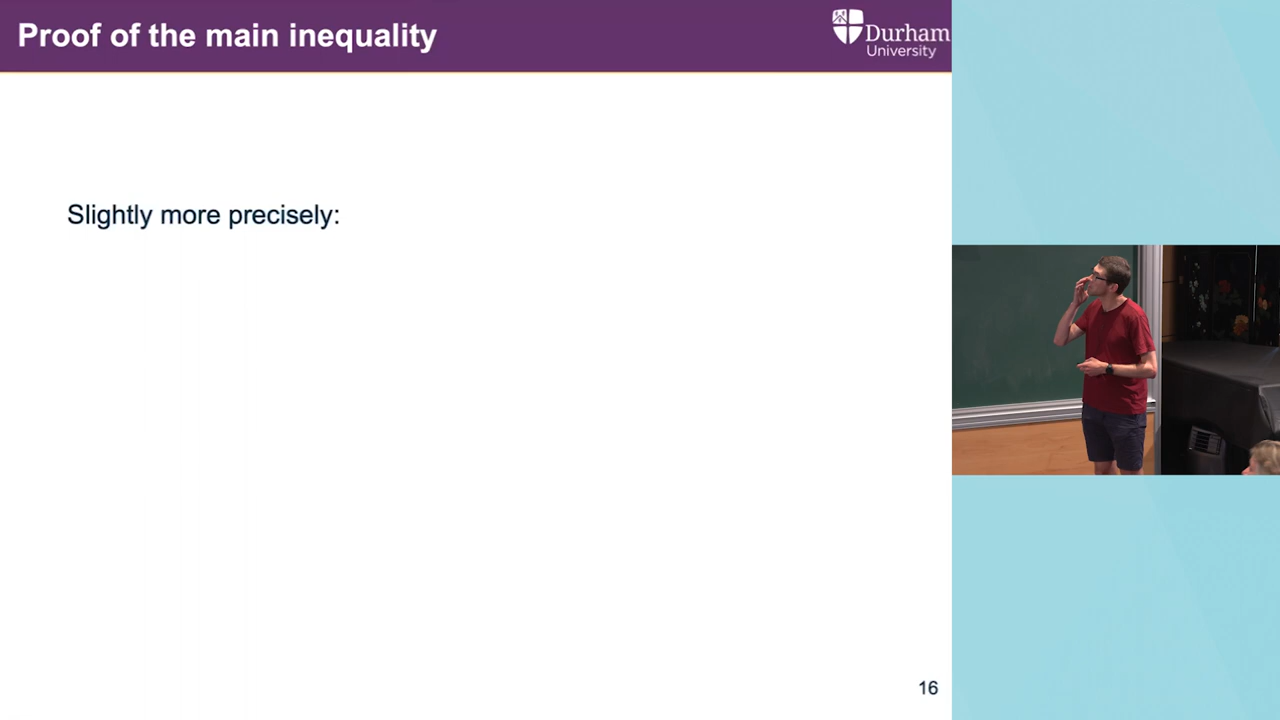 Proof of the main inequality
Durham
University
Slightly more precisely:
16